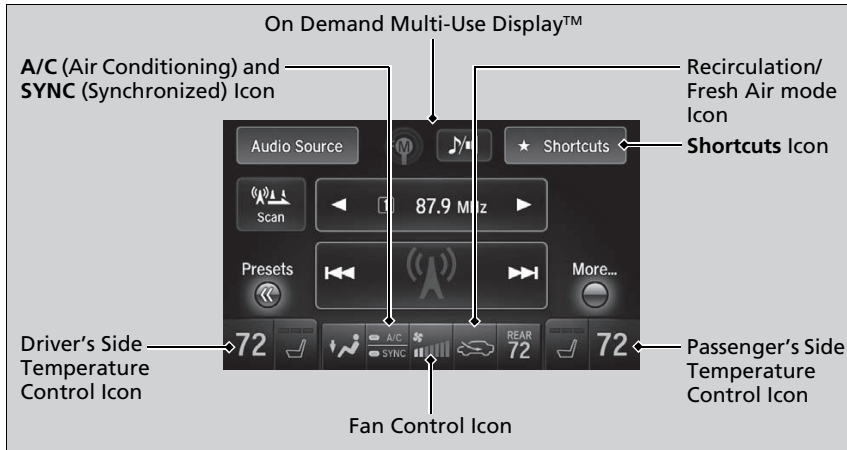 On Demand Multi-Use Display™
A/C (Air Conditioning) and
SYNC (Synchronized) Icon
Recirculation/
Fresh Air mode
Icon
Shortcuts Icon
Audio Source
★ Shortcuts
Scan
1 87.9 MHz
Presets
More...
72
A/C
SYNC
REAR
72
72
Driver's Side
Temperature
Control Icon
Passenger's Side
Temperature
Control Icon
Fan Control Icon